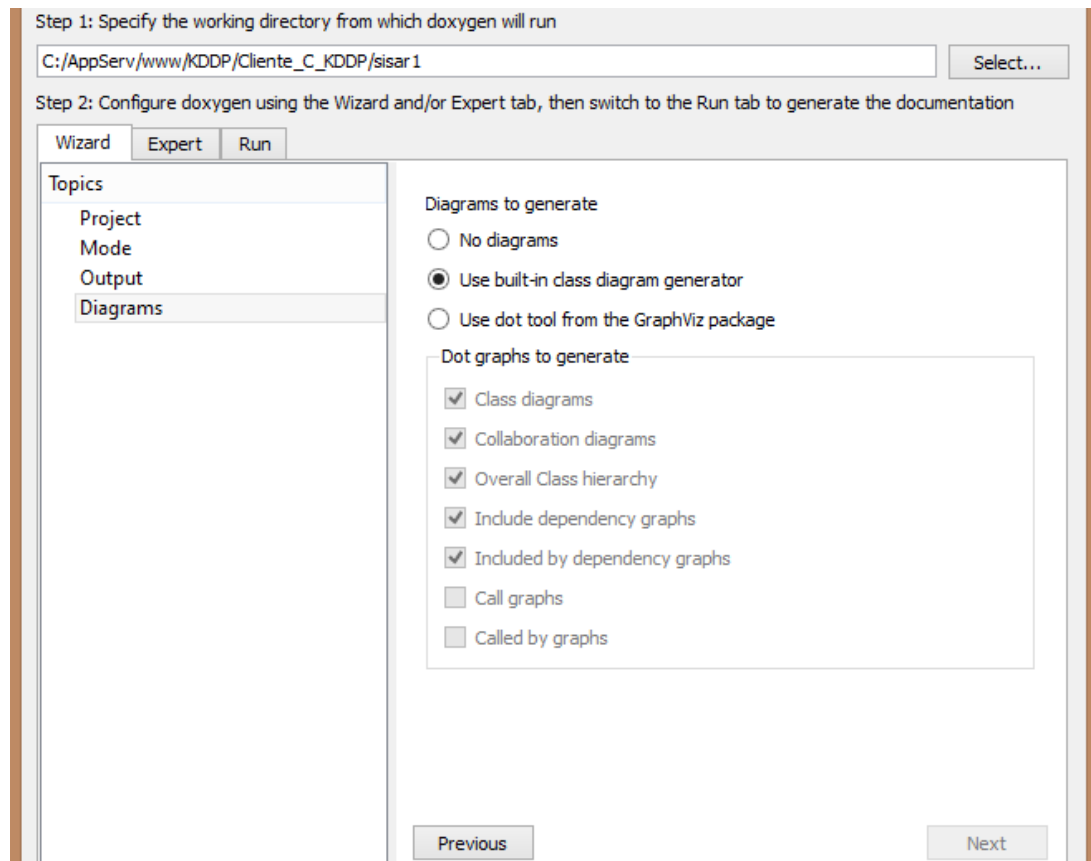 Step 1: Specify the working directory from which doxygen will run
C:/AppServ/www/KDDP/Cliente_C_KDDP/sisar1
Select...
Step 2: Configure doxygen using the Wizard and/or Expert tab, then switch to the Run tab to generate the documentation
Wizard Expert Run
Topics
Project
Mode
Output
Diagrams
Diagrams to generate
No diagrams
Use built-in class diagram generator
Use dot tool from the GraphViz package
Dot graphs to generate
Class diagrams
Collaboration diagrams
Overall Class hierarchy
Include dependency graphs
Included by dependency graphs
Call graphs
Called by graphs
Previous
Next